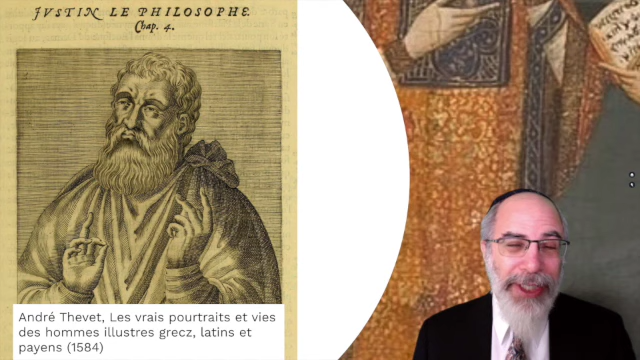 IVSTIN LE PHILOSOPHE.
Chap. 4.
André Thevet, Les vrais pourtraits et vies
des hommes illustres grecz, latins et
payens (1584)